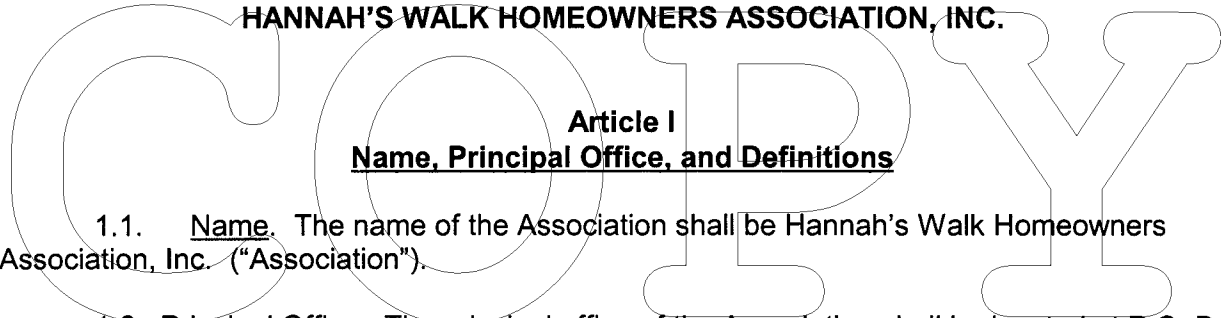 HANNAH'S WALK HOMEOWNERS ASSOCIATION, INC.
Article I
Name, Principal Office, and Definitions
1.1. Name. The name of the Association shall be Hannah's Walk Homeowners
Association, Inc. ("Association").
COPY